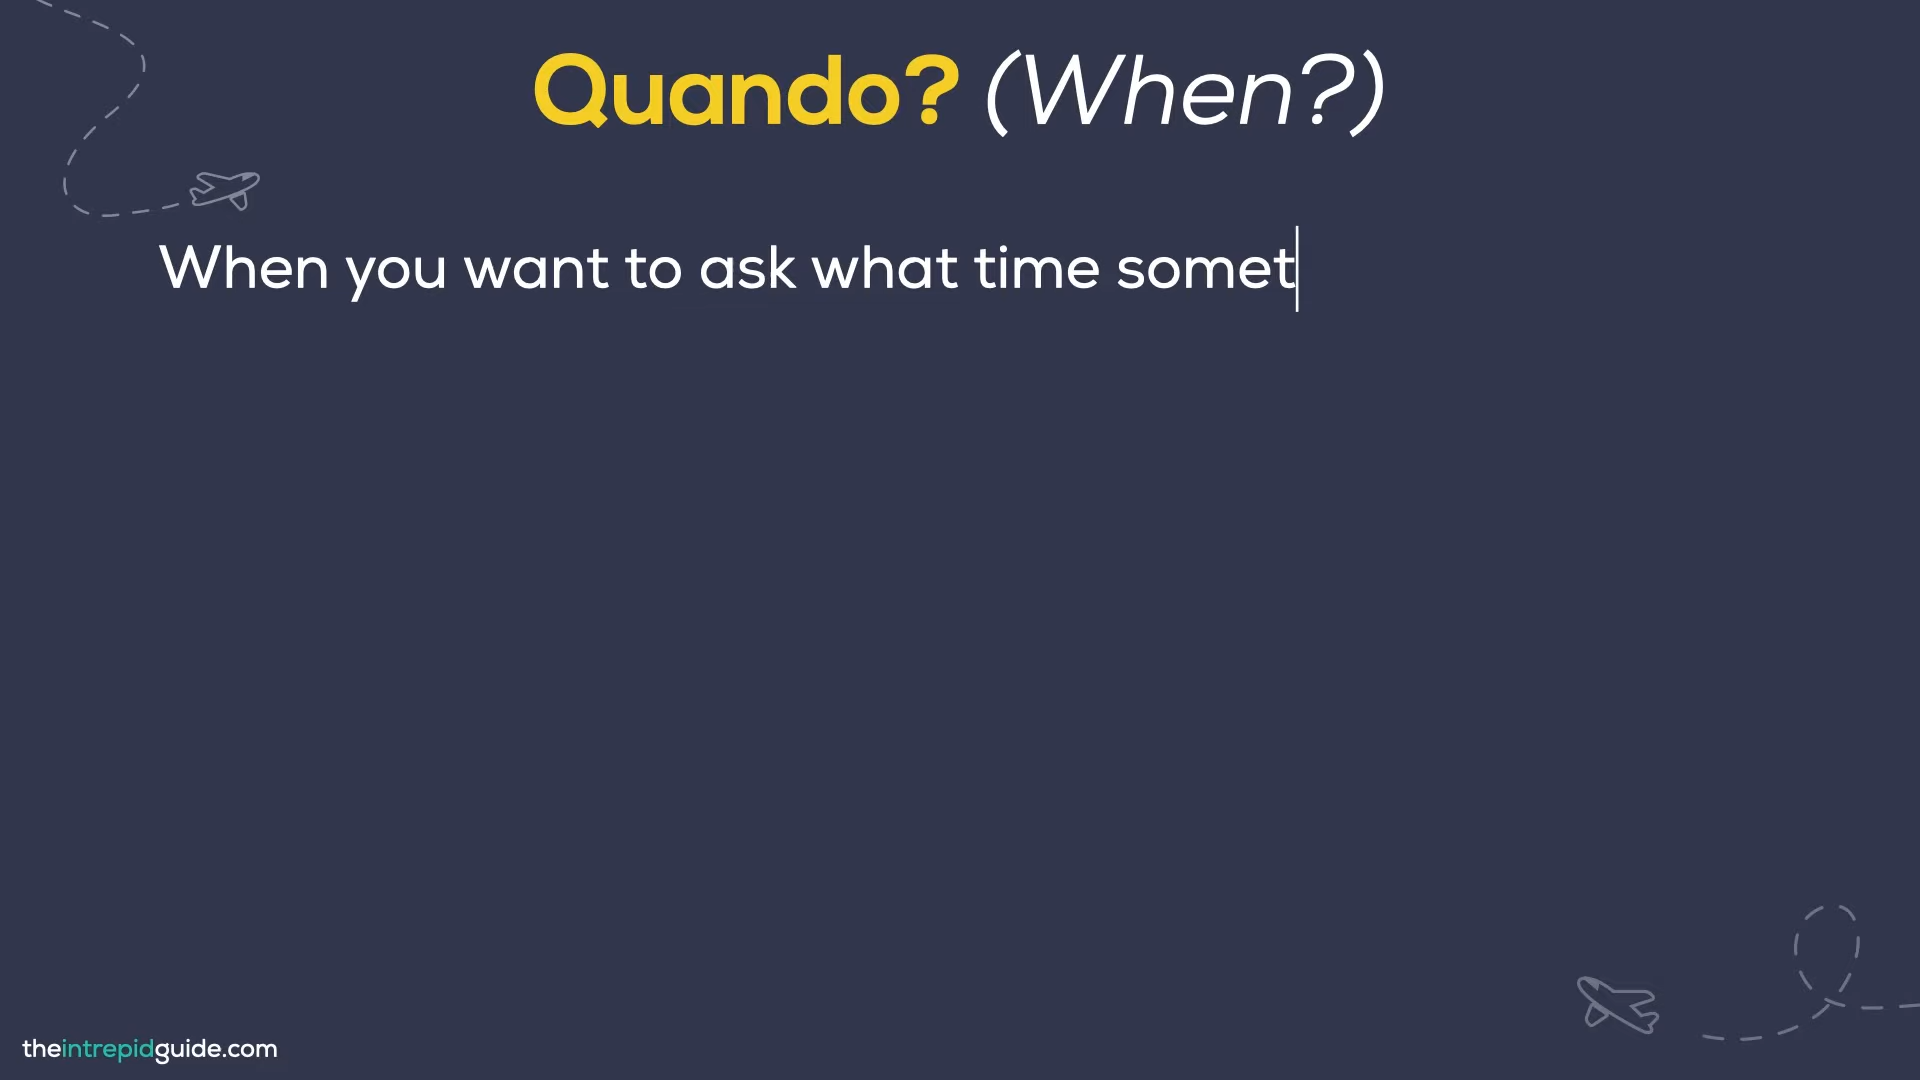 Quando? (When?)
When you want to ask what time somet
theintrepidguide.com